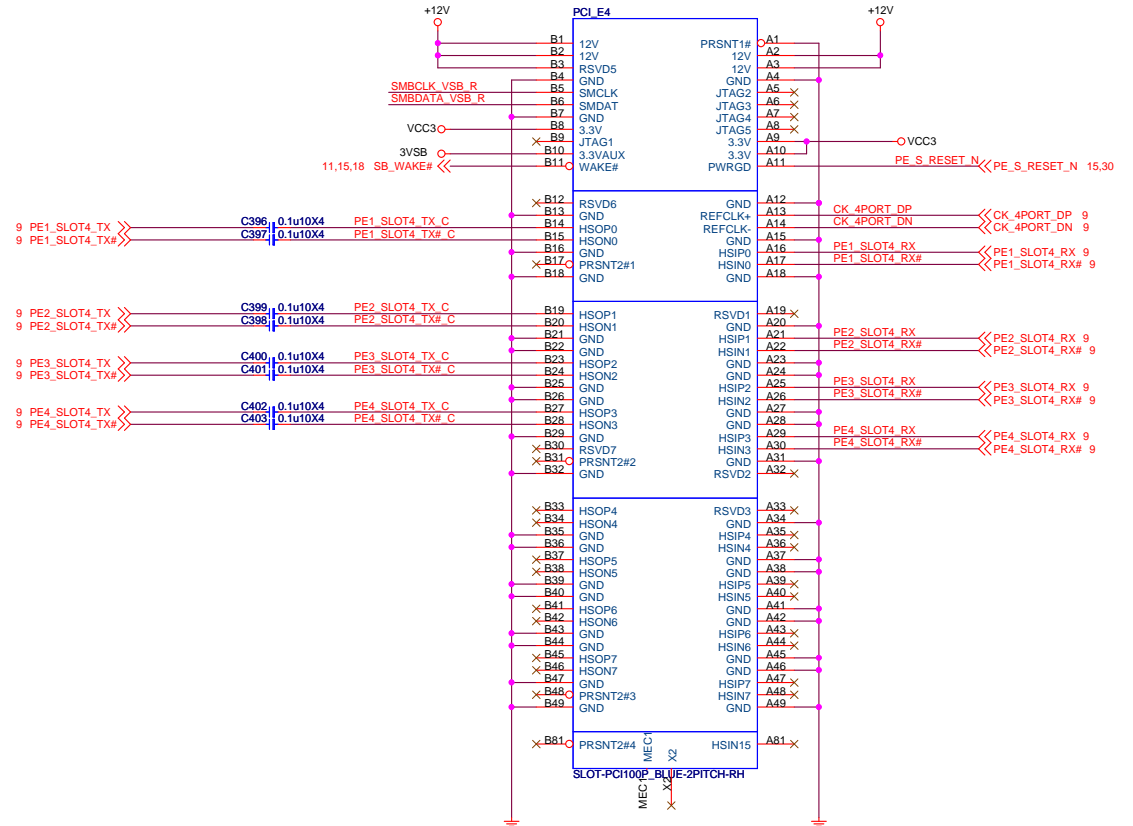 +12V +12V
PCI_E4
B1 12V PRSNT1# A1
B2 12V 12V A2
B3 RSVD5 12V A3
B4 GND GND A4
SMBCLK_VSB_R B5 SMCLK JTAG2 A5
SMBDATA_VSB_R B6 SMDAT JTAG3 A6
B7 GND JTAG4 A7
VCC3 B8 3.3V JTAG5 A8
B9 JTAG1 3.3V A9 VCC3
3VSB B10 3.3VAUX 3.3V A10
11,15,18 SB_WAKE# B11 WAKE# PWRGD A11 PE_S_RESET_N PE_S_RESET_N 15,30
B12 RSVD6 GND A12
B13 GND REFCLK+ A13 CK_4PORT_DP CK_4PORT_DP 9
9 PE1_SLOT4_TX C396 0.1u10X4 PE1_SLOT4_TX_C B14 HSOP0 REFCLK- A14 CK_4PORT_DN CK_4PORT_DN 9
9 PE1_SLOT4_TX# C397 0.1u10X4 PE1_SLOT4_TX#_C B15 HSON0 GND A15
B16 GND HSIP0 A16 PE1_SLOT4_RX PE1_SLOT4_RX 9
B17 PRSNT2#1 HSIN0 A17 PE1_SLOT4_RX# PE1_SLOT4_RX# 9
B18 GND GND A18
9 PE2_SLOT4_TX C399 0.1u10X4 PE2_SLOT4_TX_C B19 HSOP1 RSVD1 A19
9 PE2_SLOT4_TX# C398 0.1u10X4 PE2_SLOT4_TX#_C B20 HSON1 GND A20
B21 GND HSIP1 A21 PE2_SLOT4_RX PE2_SLOT4_RX 9
B22 GND HSIN1 A22 PE2_SLOT4_RX# PE2_SLOT4_RX# 9
9 PE3_SLOT4_TX C400 0.1u10X4 PE3_SLOT4_TX_C B23 HSOP2 GND A23
9 PE3_SLOT4_TX# C401 0.1u10X4 PE3_SLOT4_TX#_C B24 HSON2 GND A24
B25 GND HSIP2 A25 PE3_SLOT4_RX PE3_SLOT4_RX 9
B26 GND HSIN2 A26 PE3_SLOT4_RX# PE3_SLOT4_RX# 9
9 PE4_SLOT4_TX C402 0.1u10X4 PE4_SLOT4_TX_C B27 HSOP3 GND A27
9 PE4_SLOT4_TX# C403 0.1u10X4 PE4_SLOT4_TX#_C B28 HSON3 GND A28
B29 GND HSIP3 A29 PE4_SLOT4_RX PE4_SLOT4_RX 9
B30 RSVD7 HSIN3 A30 PE4_SLOT4_RX# PE4_SLOT4_RX# 9
B31 PRSNT2#2 GND A31
B32 GND RSVD2 A32
B33 HSOP4 RSVD3 A33
B34 HSON4 GND A34
B35 GND HSIP4 A35
B36 GND HSIN4 A36
B37 HSOP5 GND A37
B38 HSON5 GND A38
B39 GND HSIP5 A39
B40 GND HSIN5 A40
B41 HSOP6 GND A41
B42 HSON6 GND A42
B43 GND HSIP6 A43
B44 GND HSIN6 A44
B45 HSOP7 GND A45
B46 HSON7 GND A46
B47 GND HSIP7 A47
B48 PRSNT2#3 HSIN7 A48
B49 GND GND A49
B81 PRSNT2#4 MEC1 X2 HSIN15 A81
SLOT-PCI100P_BLUE-2PITCH-RH
MEC1 X2